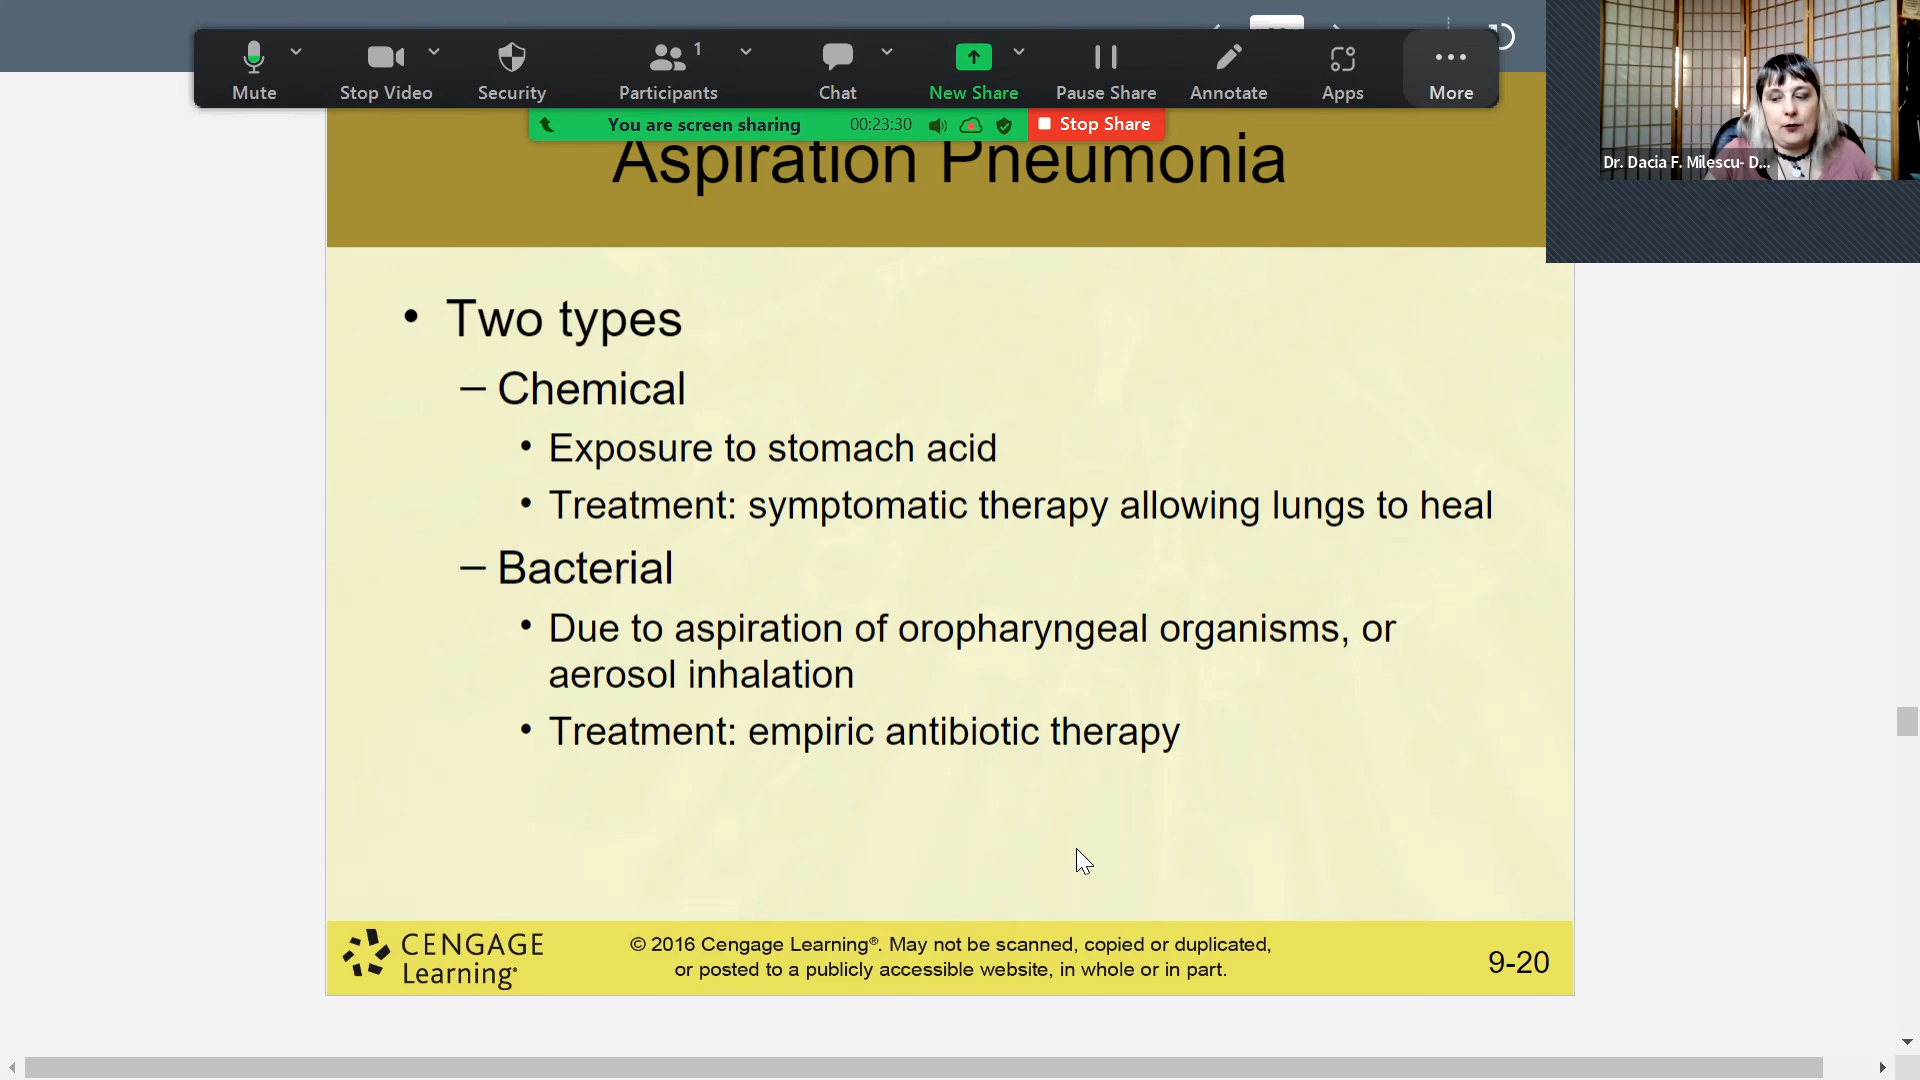 Mute
Stop Video
Security
Participants
1
Chat
New Share
Pause Share
Annotate
Apps
More
You are screen sharing
00:23:30
Stop Share
Dr. Dacia F. Milescu- D...
Aspiration Pneumonia
• Two types
– Chemical
• Exposure to stomach acid
• Treatment: symptomatic therapy allowing lungs to heal
– Bacterial
• Due to aspiration of oropharyngeal organisms, or
aerosol inhalation
• Treatment: empiric antibiotic therapy
CENGAGE
Learning®
© 2016 Cengage Learning®. May not be scanned, copied or duplicated,
or posted to a publicly accessible website, in whole or in part.
9-20